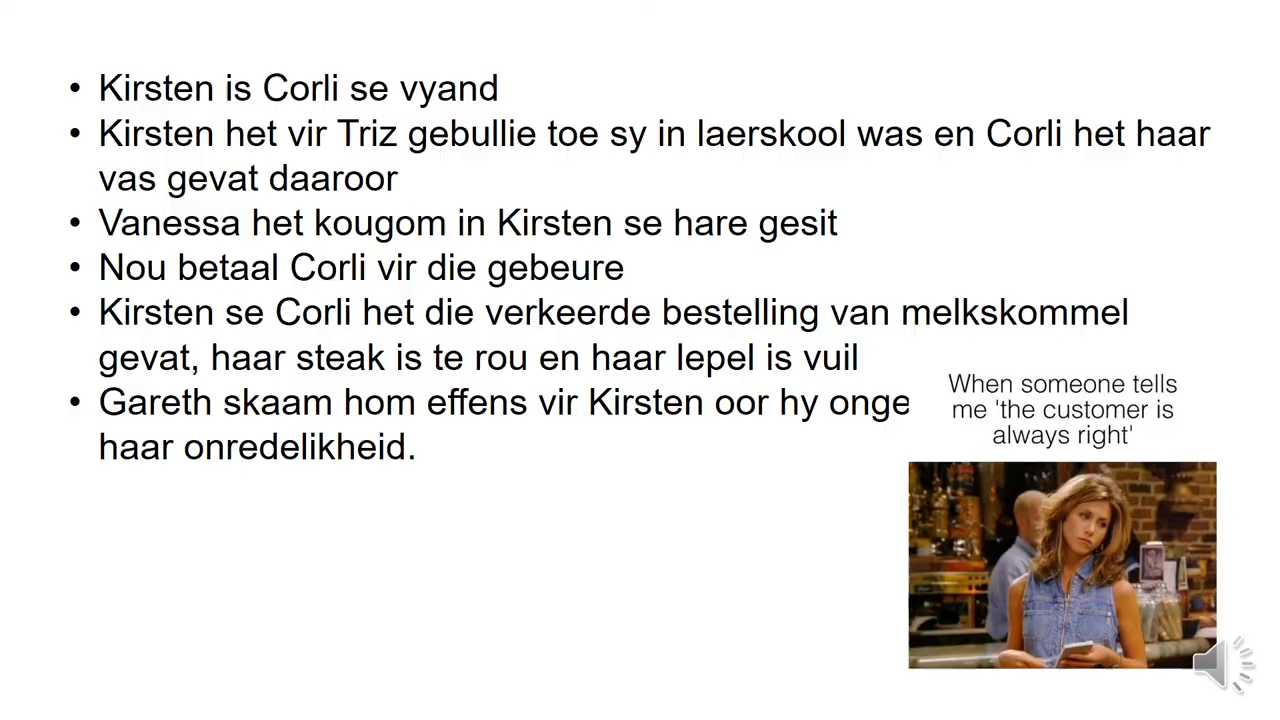 • Kirsten is Corli se vyand
• Kirsten het vir Triz gebullie toe sy in laerskool was en Corli het haar
vas gevat daaroor
• Vanessa het kougom in Kirsten se hare gesit
• Nou betaal Corli vir die gebeure
• Kirsten se Corli het die verkeerde bestelling van melkskommel
gevat, haar steak is te rou en haar lepel is vuil
• Gareth skaam hom effens vir Kirsten oor hy onge
haar onredelikheid.
When someone tells
me 'the customer is
always right'